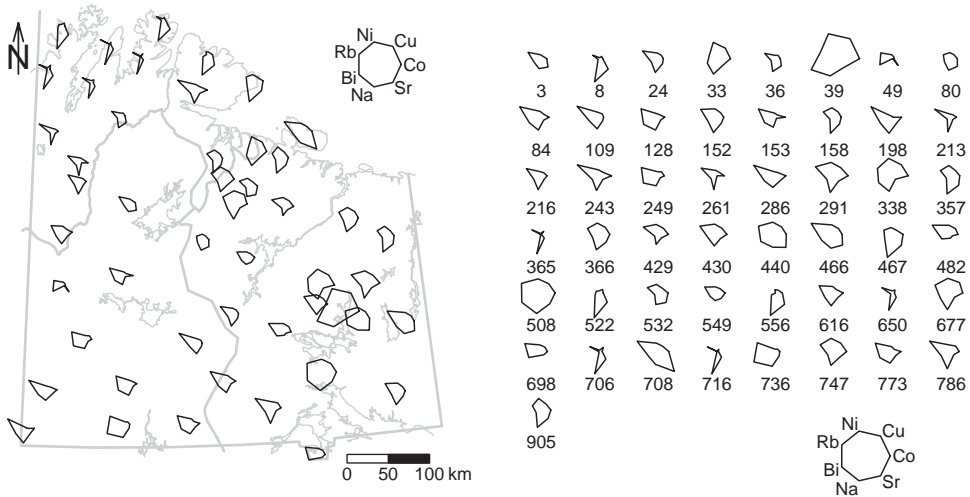 N
Ni
Cu
Rb
Co
Bi
Sr
Na
0 50 100 km
3 8 24 33 36 39 49 80
84 109 128 152 153 158 198 213
216 243 249 261 286 291 338 357
365 366 429 430 440 466 467 482
508 522 532 549 556 616 650 677
698 706 708 716 736 747 773 786
905
Ni
Cu
Rb
Co
Bi
Sr
Na